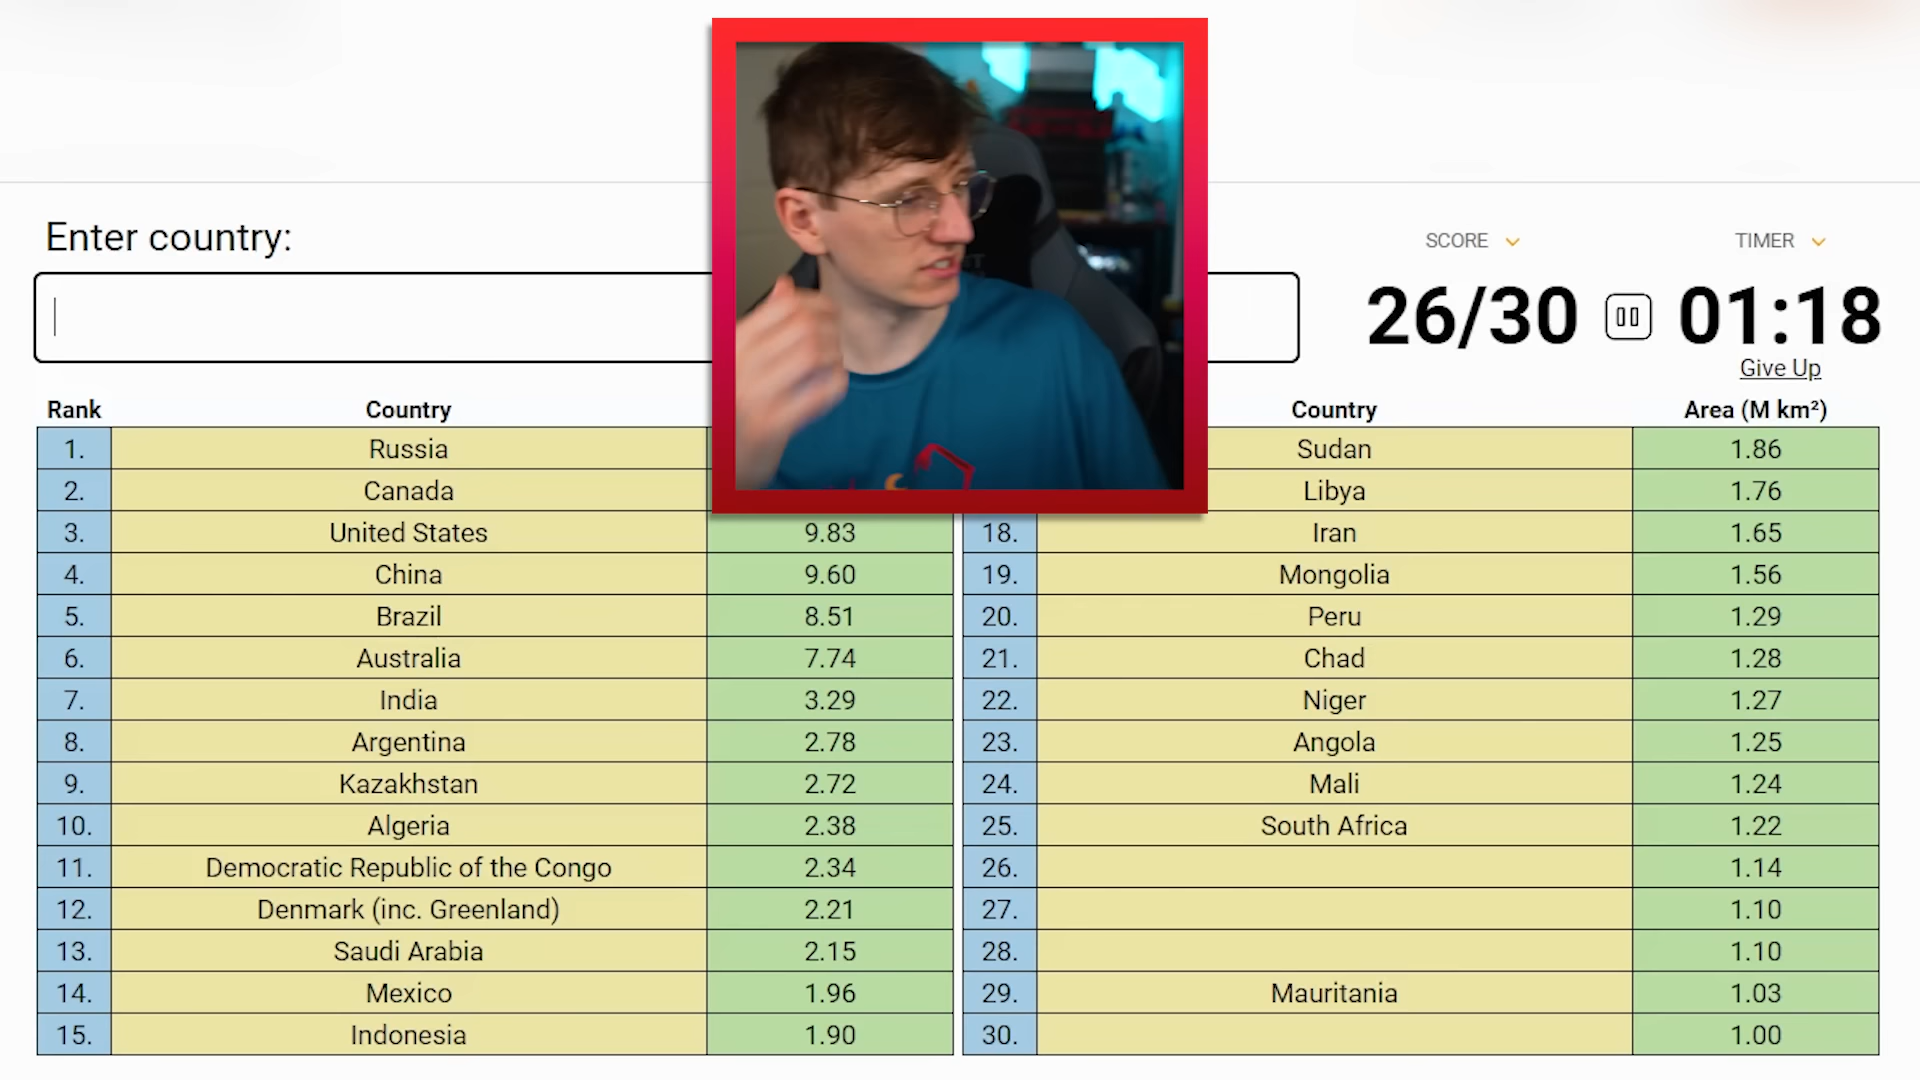 Enter country:
SCORE
TIMER
26/30
01:18
Give Up
Rank Country
Country Area (M km²)
1. Russia
Sudan 1.86
2. Canada
Libya 1.76
3. United States 9.83
18. Iran 1.65
4. China 9.60
19. Mongolia 1.56
5. Brazil 8.51
20. Peru 1.29
6. Australia 7.74
21. Chad 1.28
7. India 3.29
22. Niger 1.27
8. Argentina 2.78
23. Angola 1.25
9. Kazakhstan 2.72
24. Mali 1.24
10. Algeria 2.38
25. South Africa 1.22
11. Democratic Republic of the Congo 2.34
26. 1.14
12. Denmark (inc. Greenland) 2.21
27. 1.10
13. Saudi Arabia 2.15
28. 1.10
14. Mexico 1.96
29. Mauritania 1.03
15. Indonesia 1.90
30. 1.00